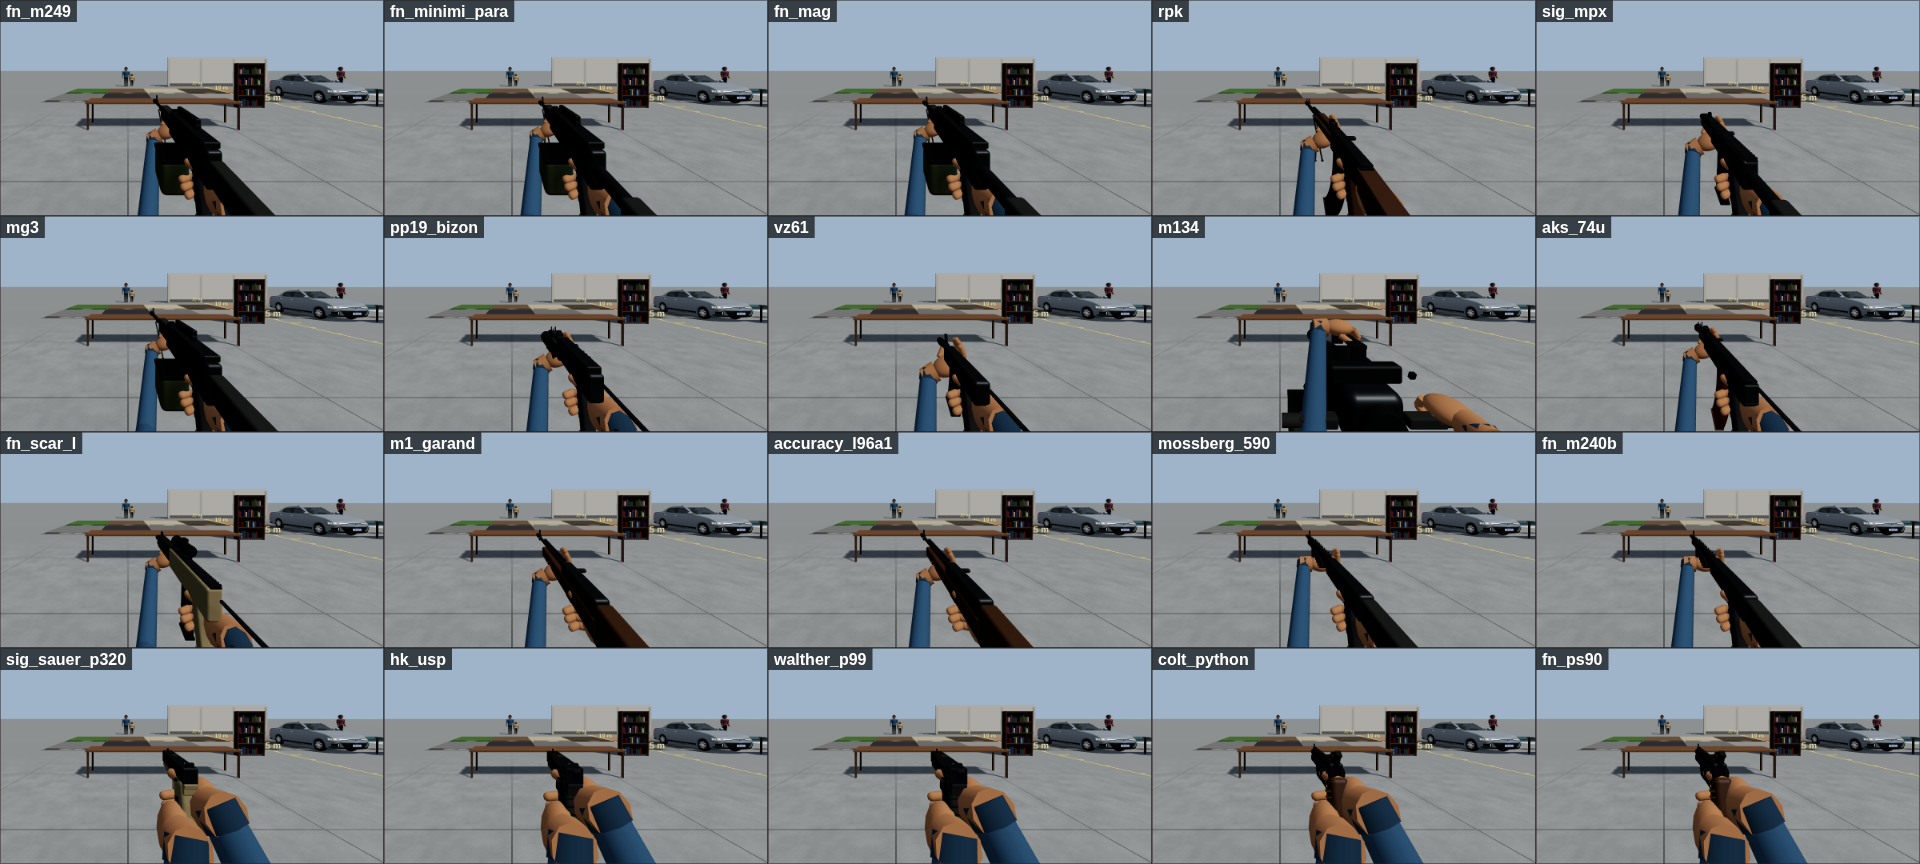 fn_m249
fn_minimi_para
fn_mag
rpk
sig_mpx
mg3
pp19_bizon
vz61
m134
aks_74u
fn_scar_l
m1_garand
accuracy_l96a1
mossberg_590
fn_m240b
sig_sauer_p320
hk_usp
walther_p99
colt_python
fn_ps90